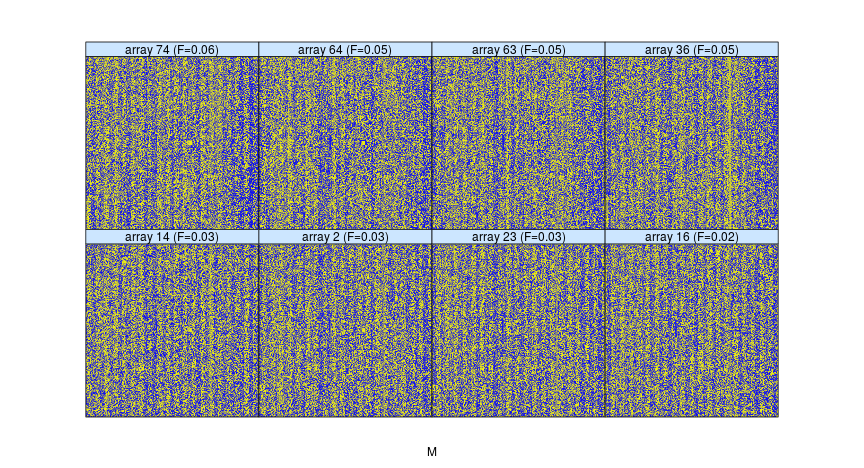 array 74 (F=0.06) array 64 (F=0.05) array 63 (F=0.05) array 36 (F=0.05)
array 14 (F=0.03) array 2 (F=0.03) array 23 (F=0.03) array 16 (F=0.02)
M